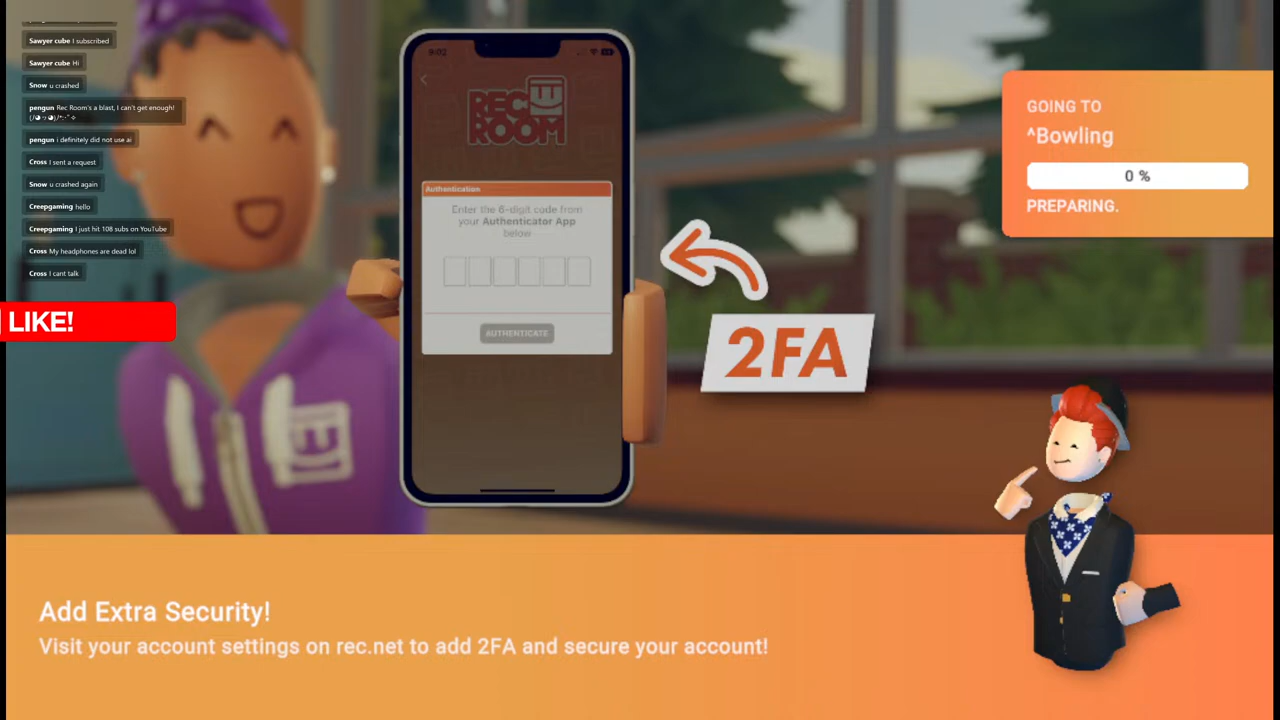 Sawyer cube I subscribed
Sawyer cube Hi
Snow u crashed
pengun Rec Room's a blast, I can't get enough!
pengun i definitely did not use ai
Cross I sent a request
Snow u crashed again
Creepgaming hello
Creepgaming I just hit 108 subs on YouTube
Cross My headphones are dead lol
Cross I cant talk
LIKE!
9:02
REC
ROOM
Authentication
Enter the 6-digit code from
your Authenticator App
below
AUTHENTICATE
2FA
GOING TO
^Bowling
0 %
PREPARING.
Add Extra Security!
Visit your account settings on rec.net to add 2FA and secure your account!